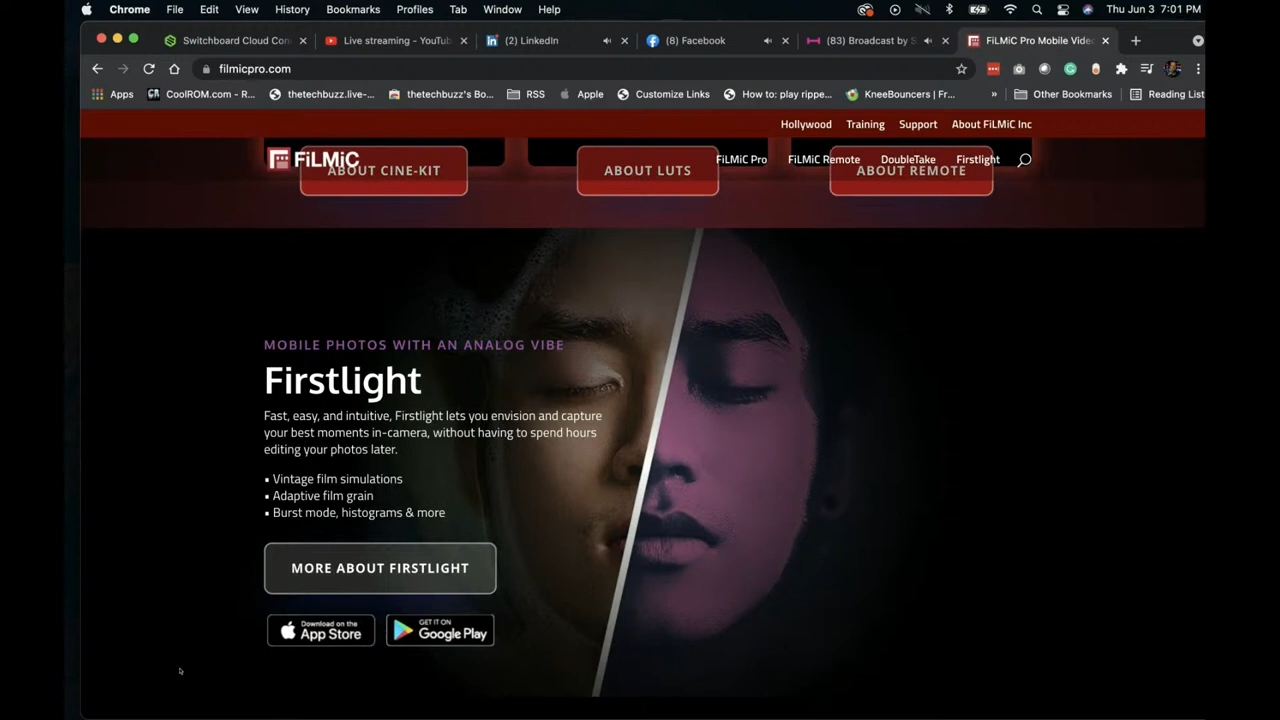 Chrome File Edit View History Bookmarks Profiles Tab Window Help Thu Jun 3 7:01 PM
Switchboard Cloud Con Live streaming - YouTub (2) LinkedIn (8) Facebook (83) Broadcast by S FiLMiC Pro Mobile Vide
filmicpro.com
Apps CoolROM.com - R... thetechbuzz.live-... thetechbuzz's Bo... RSS Apple Customize Links How to: play rippe... KneeBouncers | Fr... » Other Bookmarks Reading List
Hollywood Training Support About FiLMiC Inc
FiLMiC FiLMiC Pro FiLMiC Remote DoubleTake Firstlight
ABOUT CINE-KIT ABOUT LUTS ABOUT REMOTE
MOBILE PHOTOS WITH AN ANALOG VIBE
Firstlight
Fast, easy, and intuitive, Firstlight lets you envision and capture
your best moments in-camera, without having to spend hours
editing your photos later.
▪ Vintage film simulations
▪ Adaptive film grain
▪ Burst mode, histograms & more
MORE ABOUT FIRSTLIGHT
Download on the GET IT ON
App Store Google Play